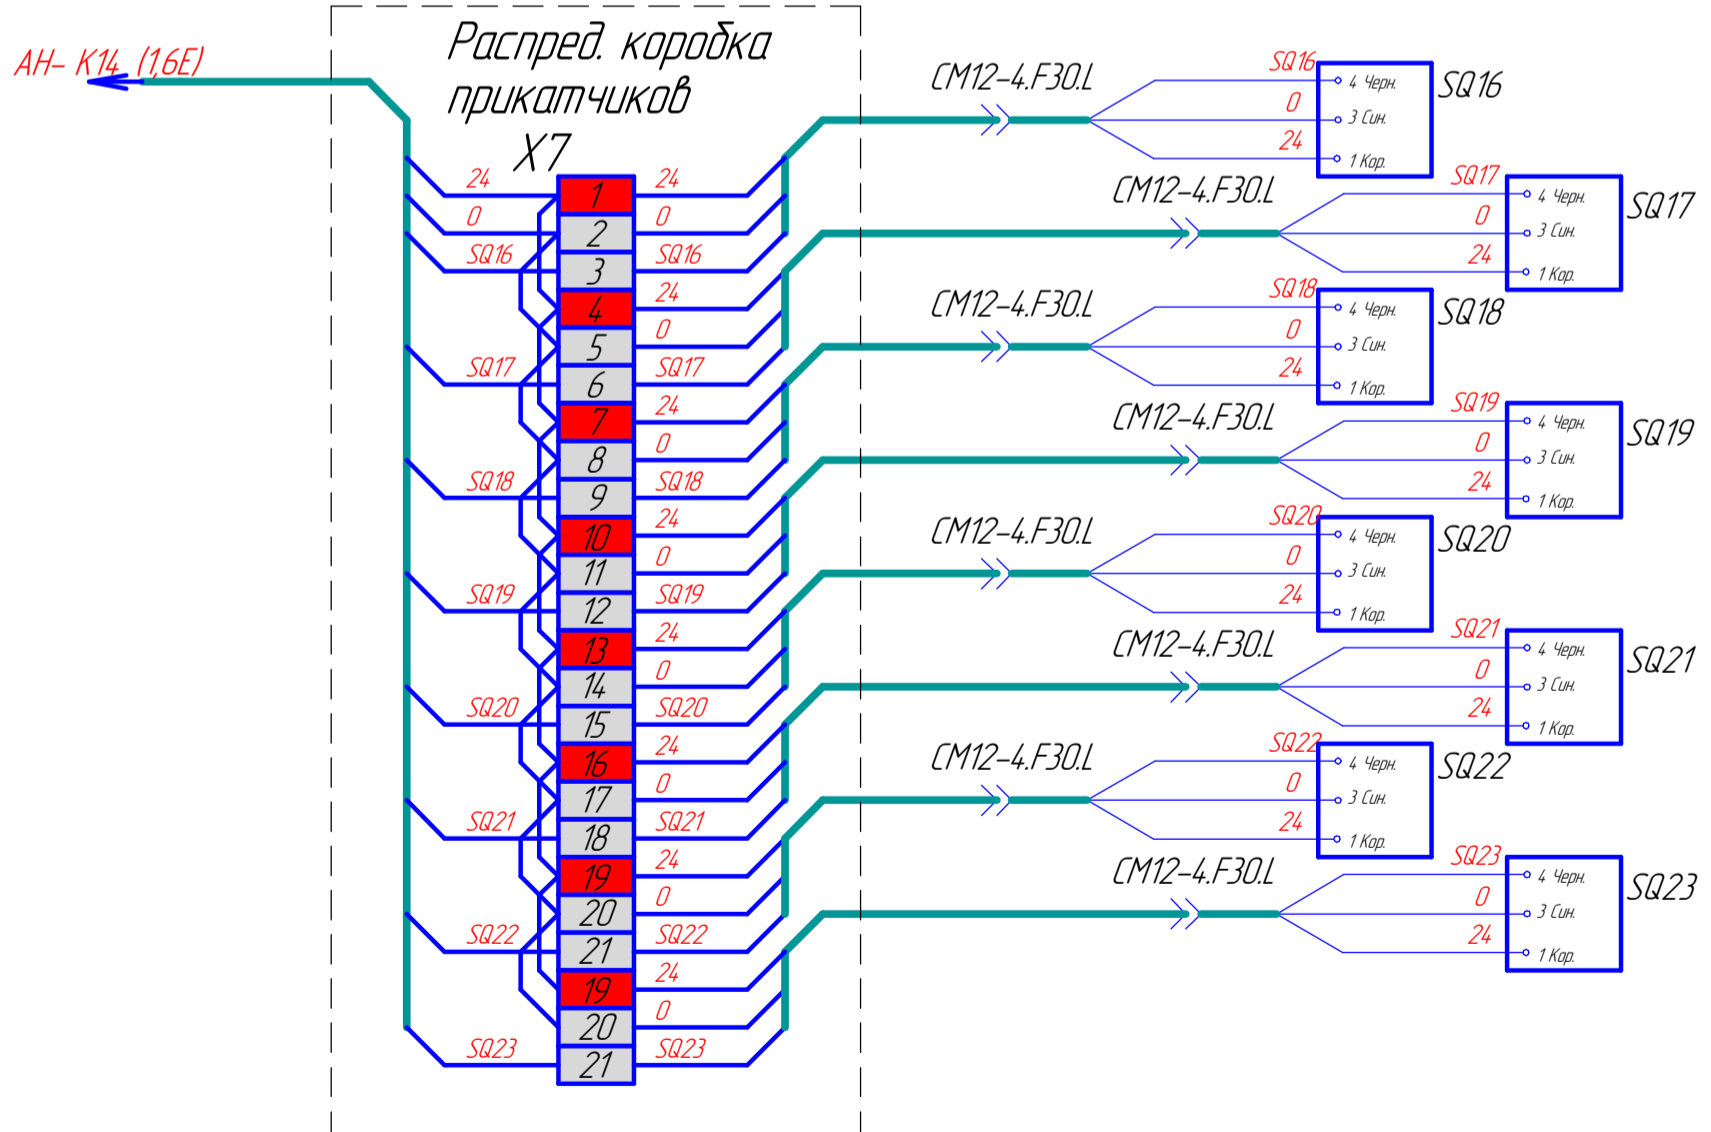 АН- К14 (1,6Е)
Распред. коробка
прикатчиков
Х7
24 1 24
0 2 0
SQ16 3 SQ16
4 24
5 0
SQ17 6 SQ17
7 24
8 0
SQ18 9 SQ18
10 24
11 0
SQ19 12 SQ19
13 24
14 0
SQ20 15 SQ20
16 24
17 0
SQ21 18 SQ21
19 24
20 0
SQ22 21 SQ22
19 24
20 0
SQ23 21 SQ23
CM12-4.F30.L
SQ16 4 Черн. SQ16
0 3 Син.
24 1 Кор.
CM12-4.F30.L
SQ17 4 Черн. SQ17
0 3 Син.
24 1 Кор.
CM12-4.F30.L
SQ18 4 Черн. SQ18
0 3 Син.
24 1 Кор.
CM12-4.F30.L
SQ19 4 Черн. SQ19
0 3 Син.
24 1 Кор.
CM12-4.F30.L
SQ20 4 Черн. SQ20
0 3 Син.
24 1 Кор.
CM12-4.F30.L
SQ21 4 Черн. SQ21
0 3 Син.
24 1 Кор.
CM12-4.F30.L
SQ22 4 Черн. SQ22
0 3 Син.
24 1 Кор.
CM12-4.F30.L
SQ23 4 Черн. SQ23
0 3 Син.
24 1 Кор.